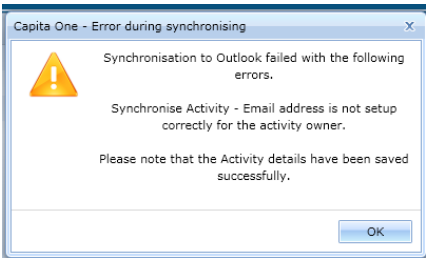 Capita One - Error during synchronising X
Synchronisation to Outlook failed with the following
errors.
Synchronise Activity - Email address is not setup
correctly for the activity owner.
Please note that the Activity details have been saved
successfully.
OK